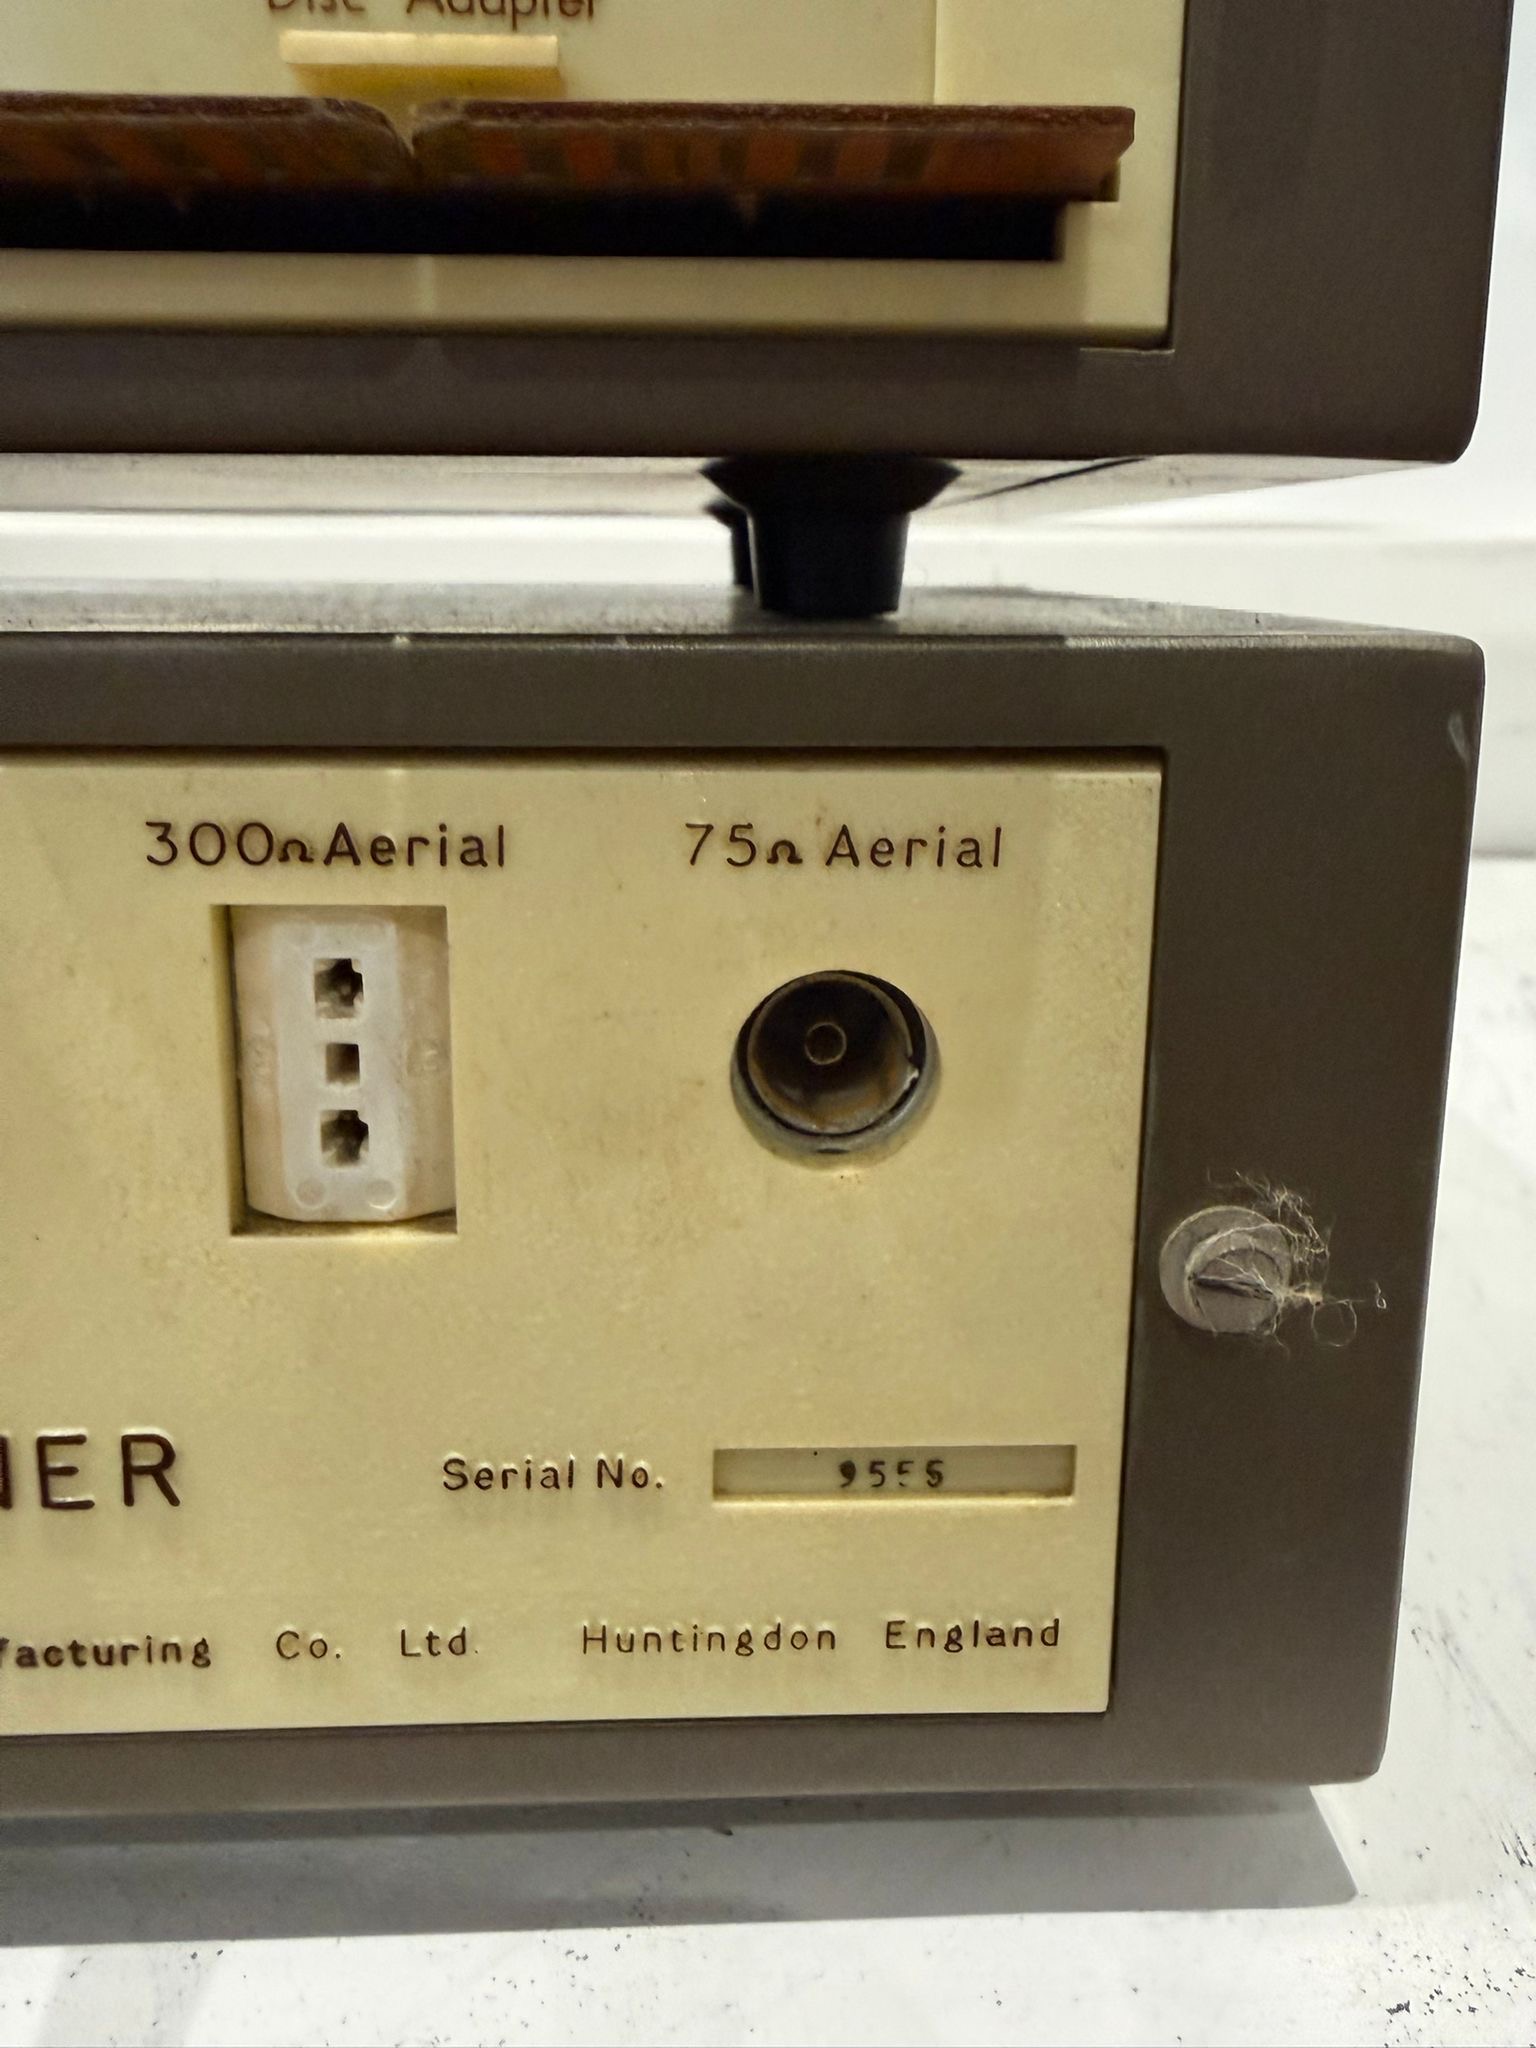 Disc Adapter
300Ω Aerial 75Ω Aerial
NER
Serial No. 9555
facturing Co. Ltd. Huntingdon England